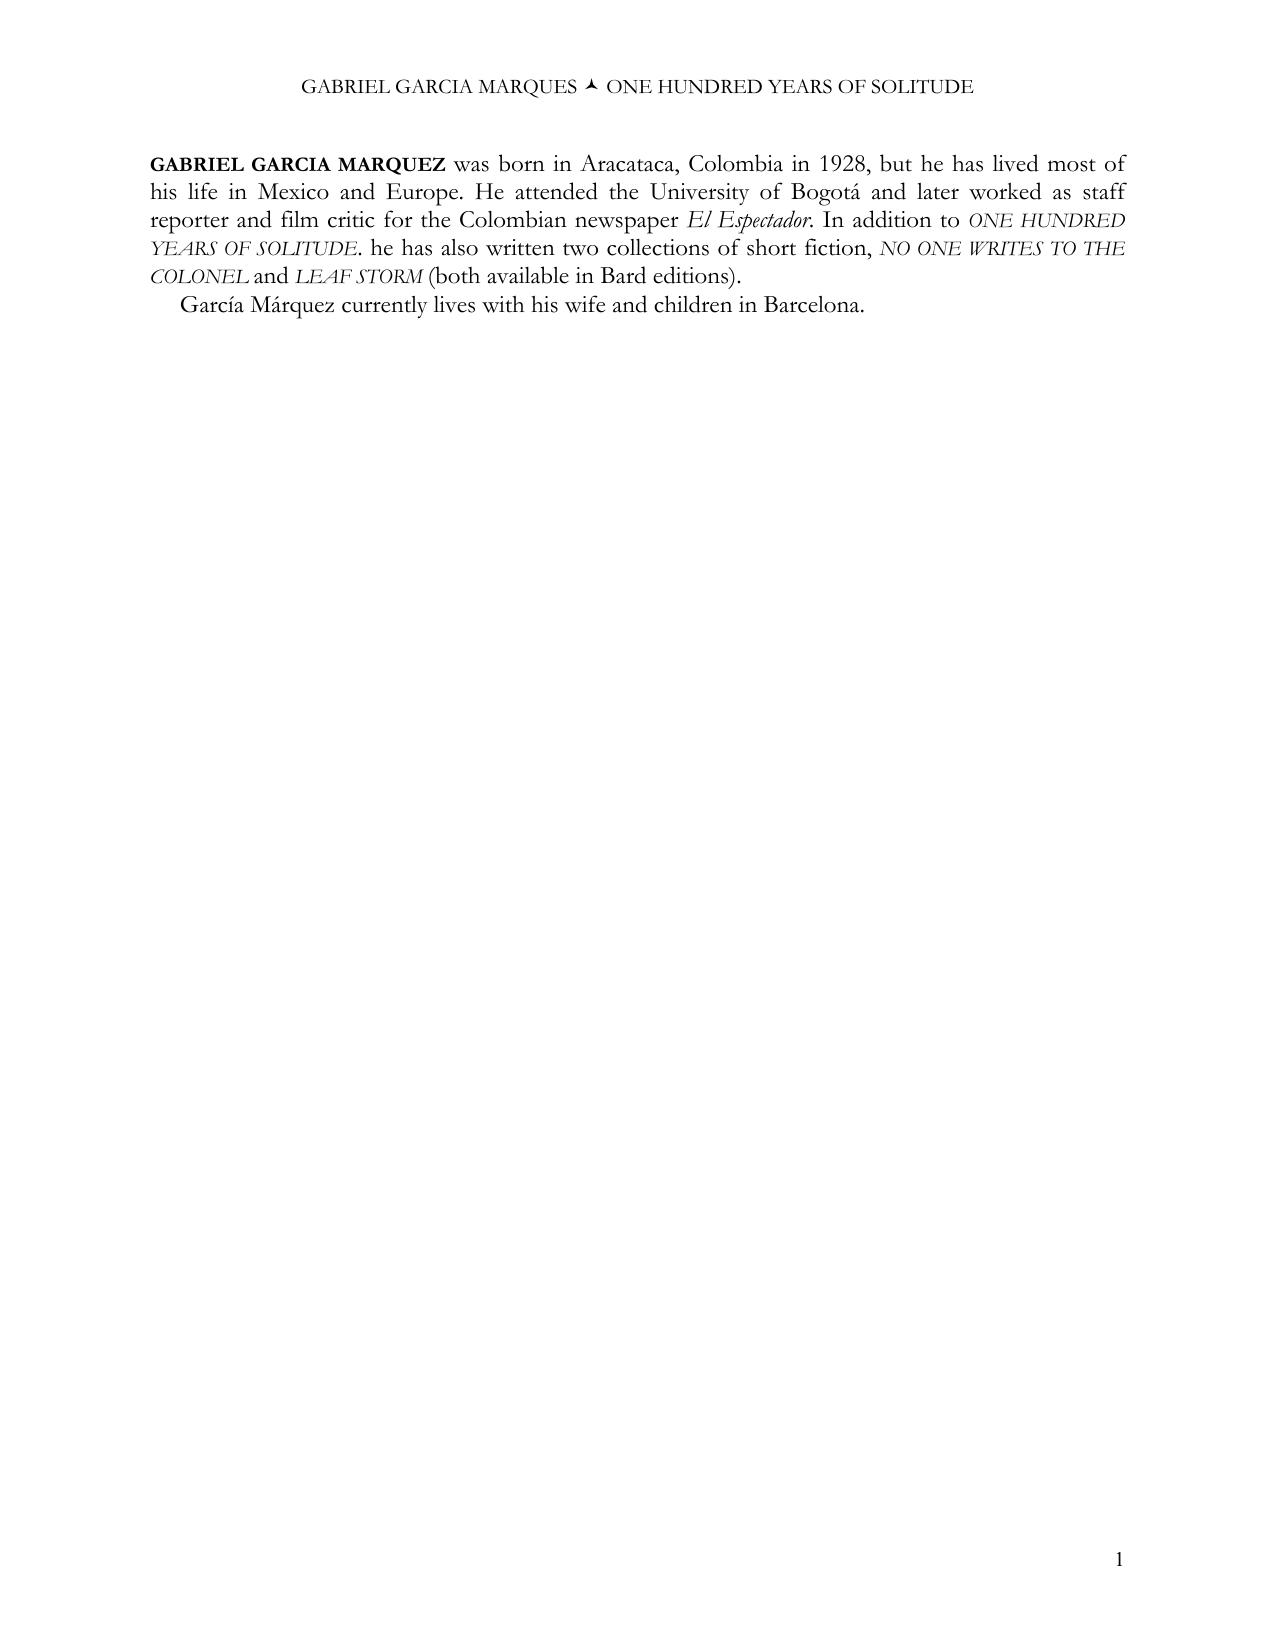 GABRIEL GARCIA MARQUES ➤ ONE HUNDRED YEARS OF SOLITUDE
GABRIEL GARCIA MARQUEZ was born in Aracataca, Colombia in 1928, but he has lived most of
his life in Mexico and Europe. He attended the University of Bogotá and later worked as staff
reporter and film critic for the Colombian newspaper El Espectador. In addition to ONE HUNDRED
YEARS OF SOLITUDE. he has also written two collections of short fiction, NO ONE WRITES TO THE
COLONEL and LEAF STORM (both available in Bard editions).
García Márquez currently lives with his wife and children in Barcelona.
1